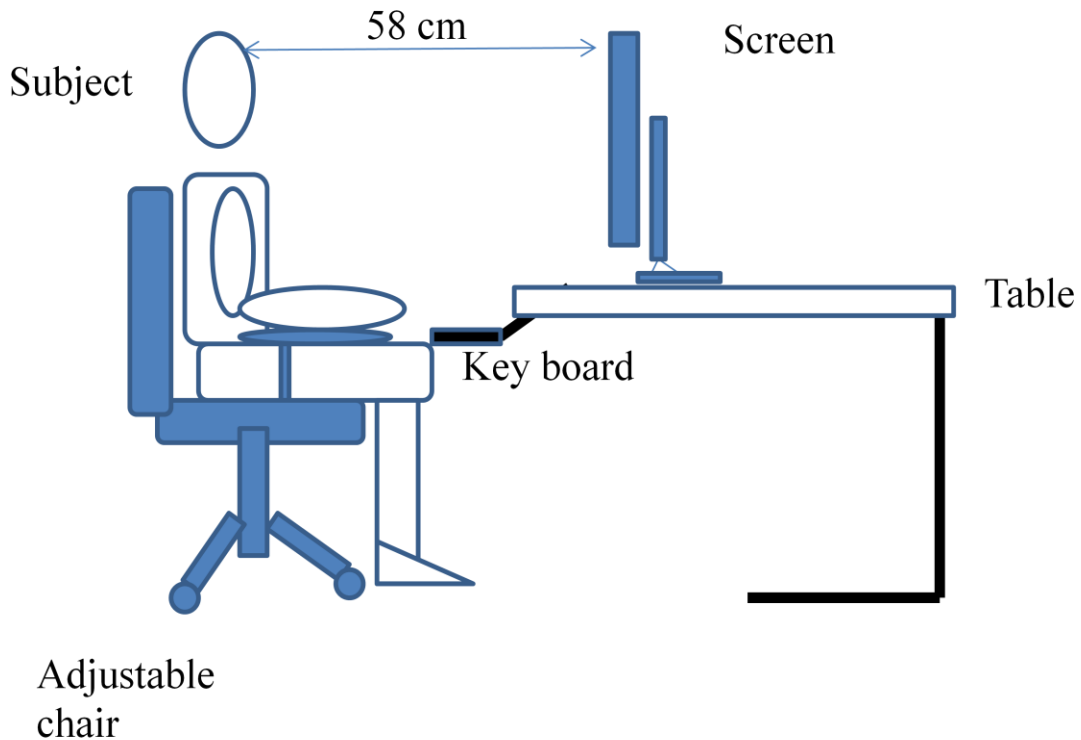 58 cm
Screen
Subject
Table
Key board
Adjustable
chair